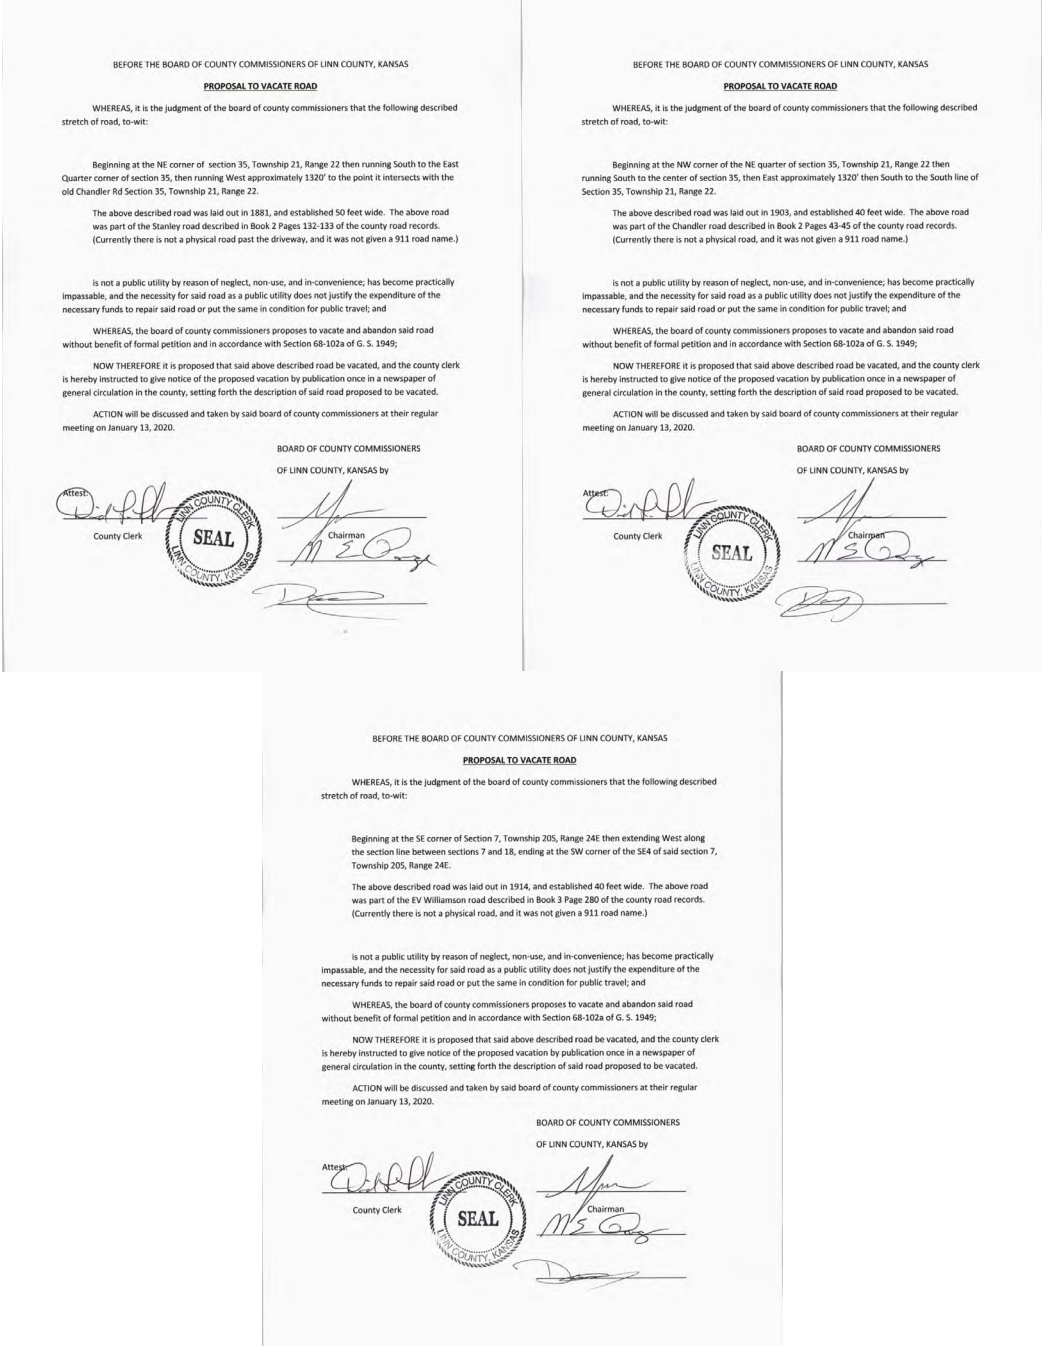 BEFORE THE BOARD OF COUNTY COMMISSIONERS OF LINN COUNTY, KANSAS
PROPOSAL TO VACATE ROAD
WHEREAS, it is the judgment of the board of county commissioners that the following described
stretch of road, to-wit:
Beginning at the NE corner of section 35, Township 21, Range 22 then running South to the East
Quarter corner of section 35, then running West approximately 1320' to the point it intersects with the
old Chandler Rd Section 35, Township 21, Range 22.
The above described road was laid out in 1881, and established 50 feet wide. The above road
was part of the Stanley road described in Book 2 Pages 132-133 of the county road records.
(Currently there is not a physical road past the driveway, and it was not given a 911 road name.)
is not a public utility by reason of neglect, non-use, and in-convenience; has become practically
impassable, and the necessity for said road as a public utility does not justify the expenditure of the
necessary funds to repair said road or put the same in condition for public travel; and
WHEREAS, the board of county commissioners proposes to vacate and abandon said road
without benefit of formal petition and in accordance with Section 68-102a of G. S. 1949;
NOW THEREFORE it is proposed that said above described road be vacated, and the county clerk
is hereby instructed to give notice of the proposed vacation by publication once in a newspaper of
general circulation in the county, setting forth the description of said road proposed to be vacated.
ACTION will be discussed and taken by said board of county commissioners at their regular
meeting on January 13, 2020.
BOARD OF COUNTY COMMISSIONERS
OF LINN COUNTY, KANSAS by
Attest:
County Clerk
LINN COUNTY CLERK
SEAL
LINN COUNTY, KANSAS
Chairman
BEFORE THE BOARD OF COUNTY COMMISSIONERS OF LINN COUNTY, KANSAS
PROPOSAL TO VACATE ROAD
WHEREAS, it is the judgment of the board of county commissioners that the following described
stretch of road, to-wit:
Beginning at the NW corner of the NE quarter of section 35, Township 21, Range 22 then
running South to the center of section 35, then East approximately 1320' then South to the South line of
Section 35, Township 21, Range 22.
The above described road was laid out in 1903, and established 40 feet wide. The above road
was part of the Chandler road described in Book 2 Pages 43-45 of the county road records.
(Currently there is not a physical road, and it was not given a 911 road name.)
is not a public utility by reason of neglect, non-use, and in-convenience; has become practically
impassable, and the necessity for said road as a public utility does not justify the expenditure of the
necessary funds to repair said road or put the same in condition for public travel; and
WHEREAS, the board of county commissioners proposes to vacate and abandon said road
without benefit of formal petition and in accordance with Section 68-102a of G. S. 1949;
NOW THEREFORE it is proposed that said above described road be vacated, and the county clerk
is hereby instructed to give notice of the proposed vacation by publication once in a newspaper of
general circulation in the county, setting forth the description of said road proposed to be vacated.
ACTION will be discussed and taken by said board of county commissioners at their regular
meeting on January 13, 2020.
BOARD OF COUNTY COMMISSIONERS
OF LINN COUNTY, KANSAS by
Attest:
County Clerk
LINN COUNTY CLERK
SEAL
LINN COUNTY, KANSAS
Chairman
BEFORE THE BOARD OF COUNTY COMMISSIONERS OF LINN COUNTY, KANSAS
PROPOSAL TO VACATE ROAD
WHEREAS, it is the judgment of the board of county commissioners that the following described
stretch of road, to-wit:
Beginning at the SE corner of Section 7, Township 20S, Range 24E then extending West along
the section line between sections 7 and 18, ending at the SW corner of the SE4 of said section 7,
Township 20S, Range 24E.
The above described road was laid out in 1914, and established 40 feet wide. The above road
was part of the EV Williamson road described in Book 3 Page 280 of the county road records.
(Currently there is not a physical road, and it was not given a 911 road name.)
is not a public utility by reason of neglect, non-use, and in-convenience; has become practically
impassable, and the necessity for said road as a public utility does not justify the expenditure of the
necessary funds to repair said road or put the same in condition for public travel; and
WHEREAS, the board of county commissioners proposes to vacate and abandon said road
without benefit of formal petition and in accordance with Section 68-102a of G. S. 1949;
NOW THEREFORE it is proposed that said above described road be vacated, and the county clerk
is hereby instructed to give notice of the proposed vacation by publication once in a newspaper of
general circulation in the county, setting forth the description of said road proposed to be vacated.
ACTION will be discussed and taken by said board of county commissioners at their regular
meeting on January 13, 2020.
BOARD OF COUNTY COMMISSIONERS
OF LINN COUNTY, KANSAS by
Attest:
County Clerk
LINN COUNTY CLERK
SEAL
LINN COUNTY, KANSAS
Chairman